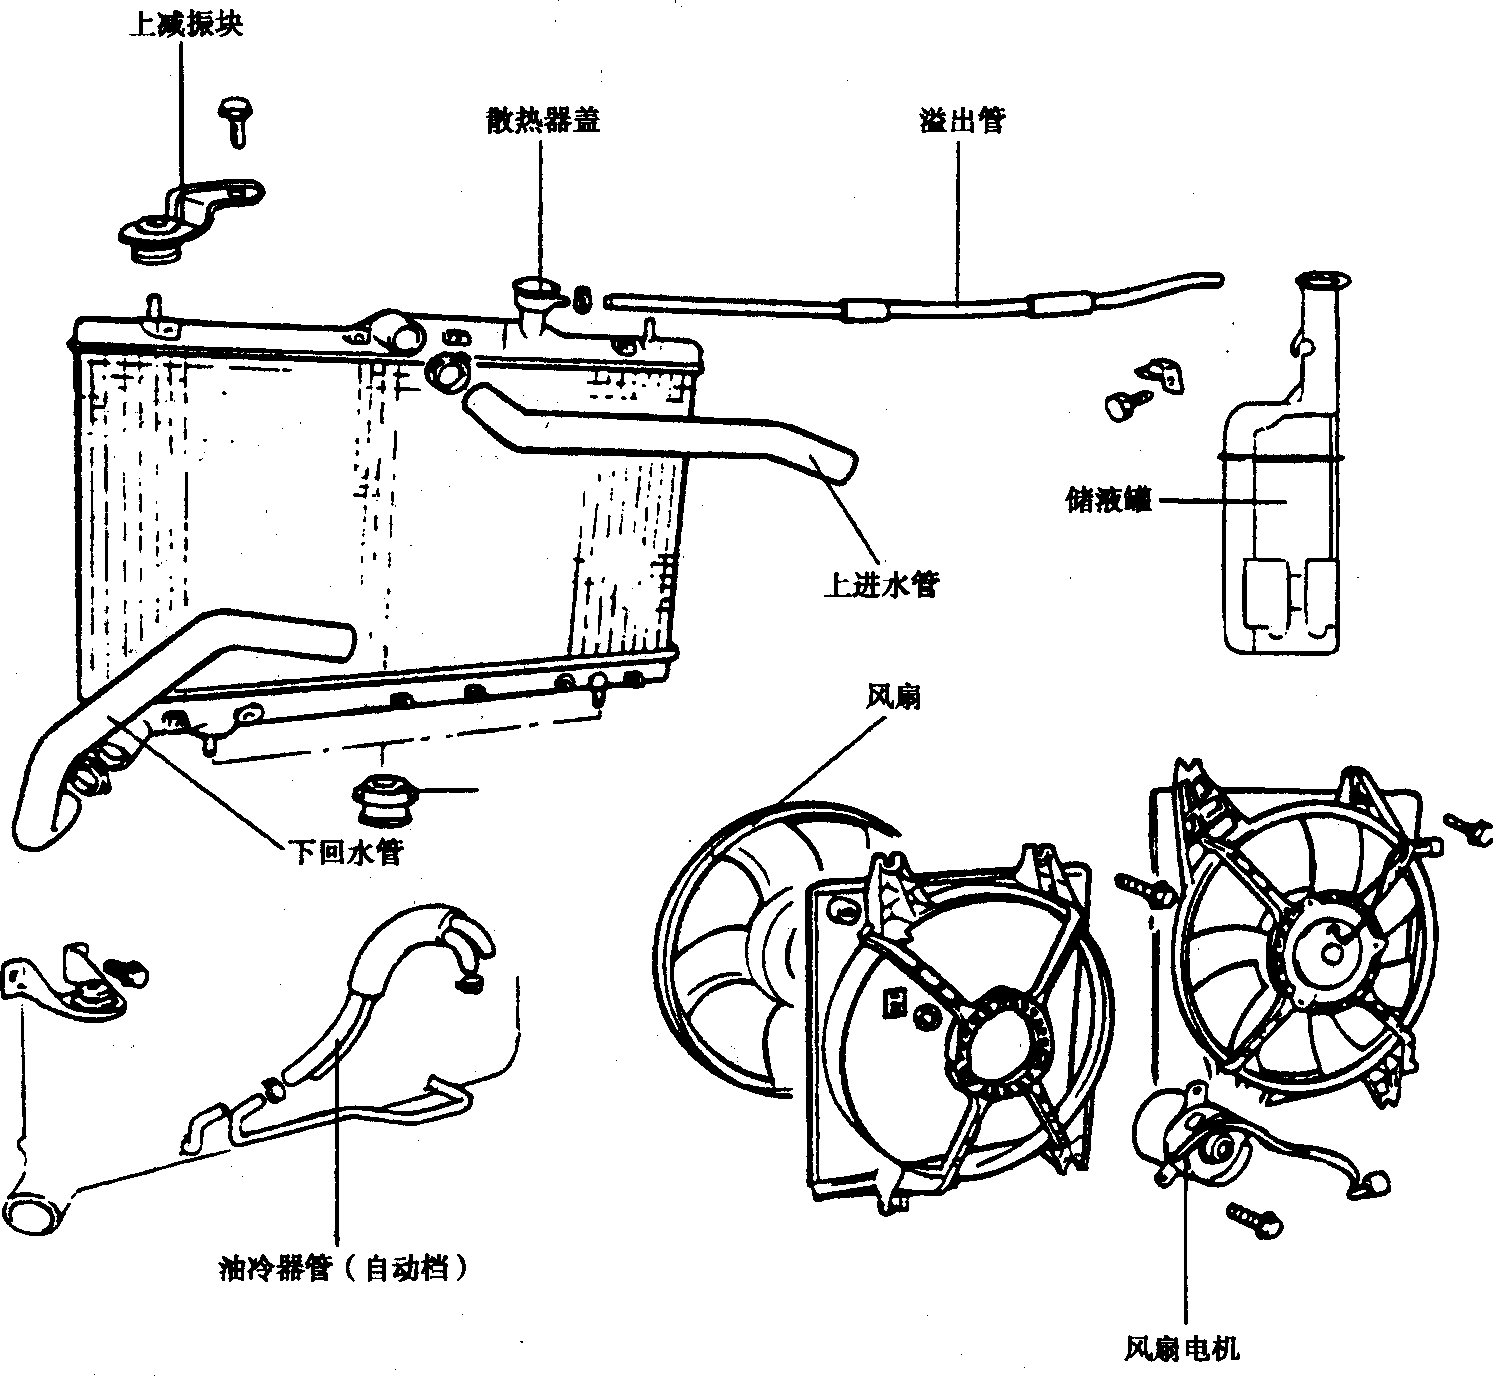 上减振块
散热器盖
溢出管
储液罐
上进水管
风扇
下回水管
油冷器管(自动档)
风扇电机